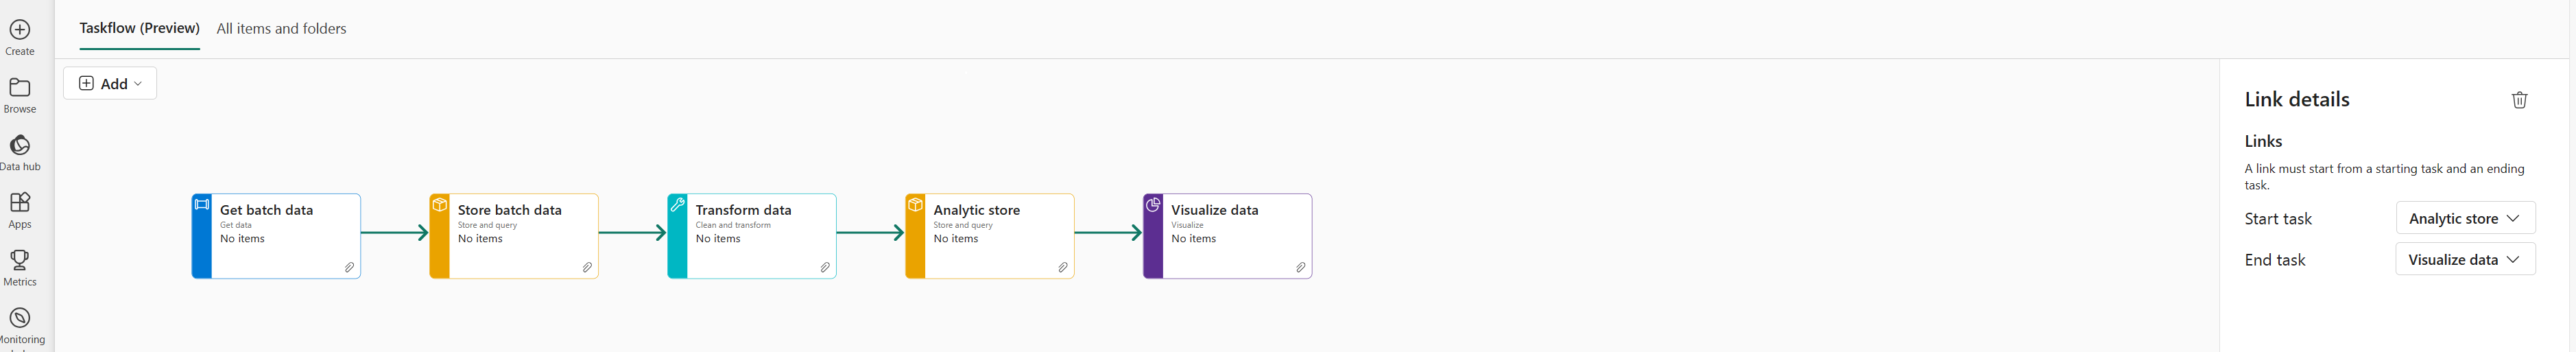 Create
Browse
Data hub
Apps
Metrics
Monitoring
Taskflow (Preview)
All items and folders
Add
Get batch data
Get data
No items
Store batch data
Store and query
No items
Transform data
Clean and transform
No items
Analytic store
Store and query
No items
Visualize data
Visualize
No items
Link details
Links
A link must start from a starting task and an ending
task.
Start task
Analytic store
End task
Visualize data